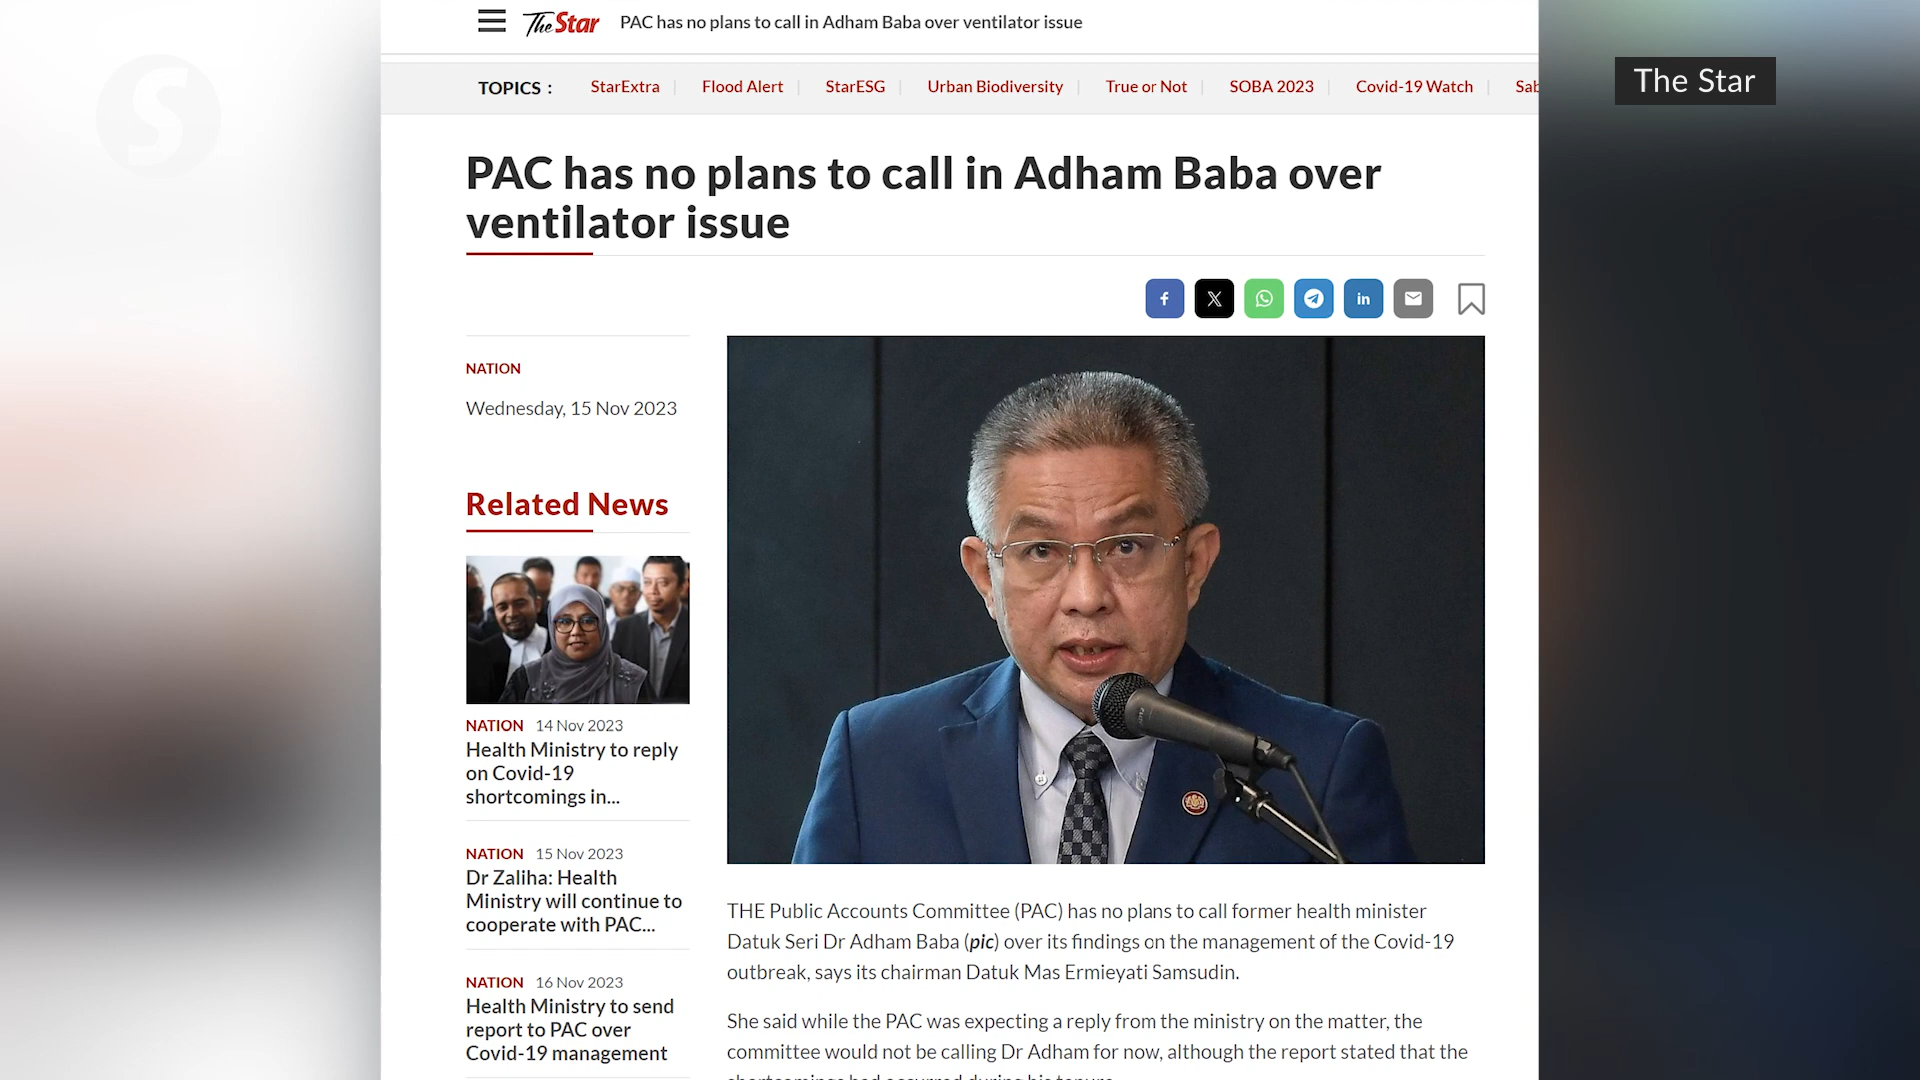 The Star
PAC has no plans to call in Adham Baba over ventilator issue
The Star
TOPICS :
StarExtra
Flood Alert
StarESG
Urban Biodiversity
True or Not
SOBA 2023
Covid-19 Watch
Sab
PAC has no plans to call in Adham Baba over
ventilator issue
NATION
Wednesday, 15 Nov 2023
Related News
NATION 14 Nov 2023
Health Ministry to reply
on Covid-19
shortcomings in...
NATION 15 Nov 2023
Dr Zaliha: Health
Ministry will continue to
cooperate with PAC...
NATION 16 Nov 2023
Health Ministry to send
report to PAC over
Covid-19 management
THE Public Accounts Committee (PAC) has no plans to call former health minister
Datuk Seri Dr Adham Baba (pic) over its findings on the management of the Covid-19
outbreak, says its chairman Datuk Mas Ermieyati Samsudin.
She said while the PAC was expecting a reply from the ministry on the matter, the
committee would not be calling Dr Adham for now, although the report stated that the
shortcomings had occurred during his tenure.